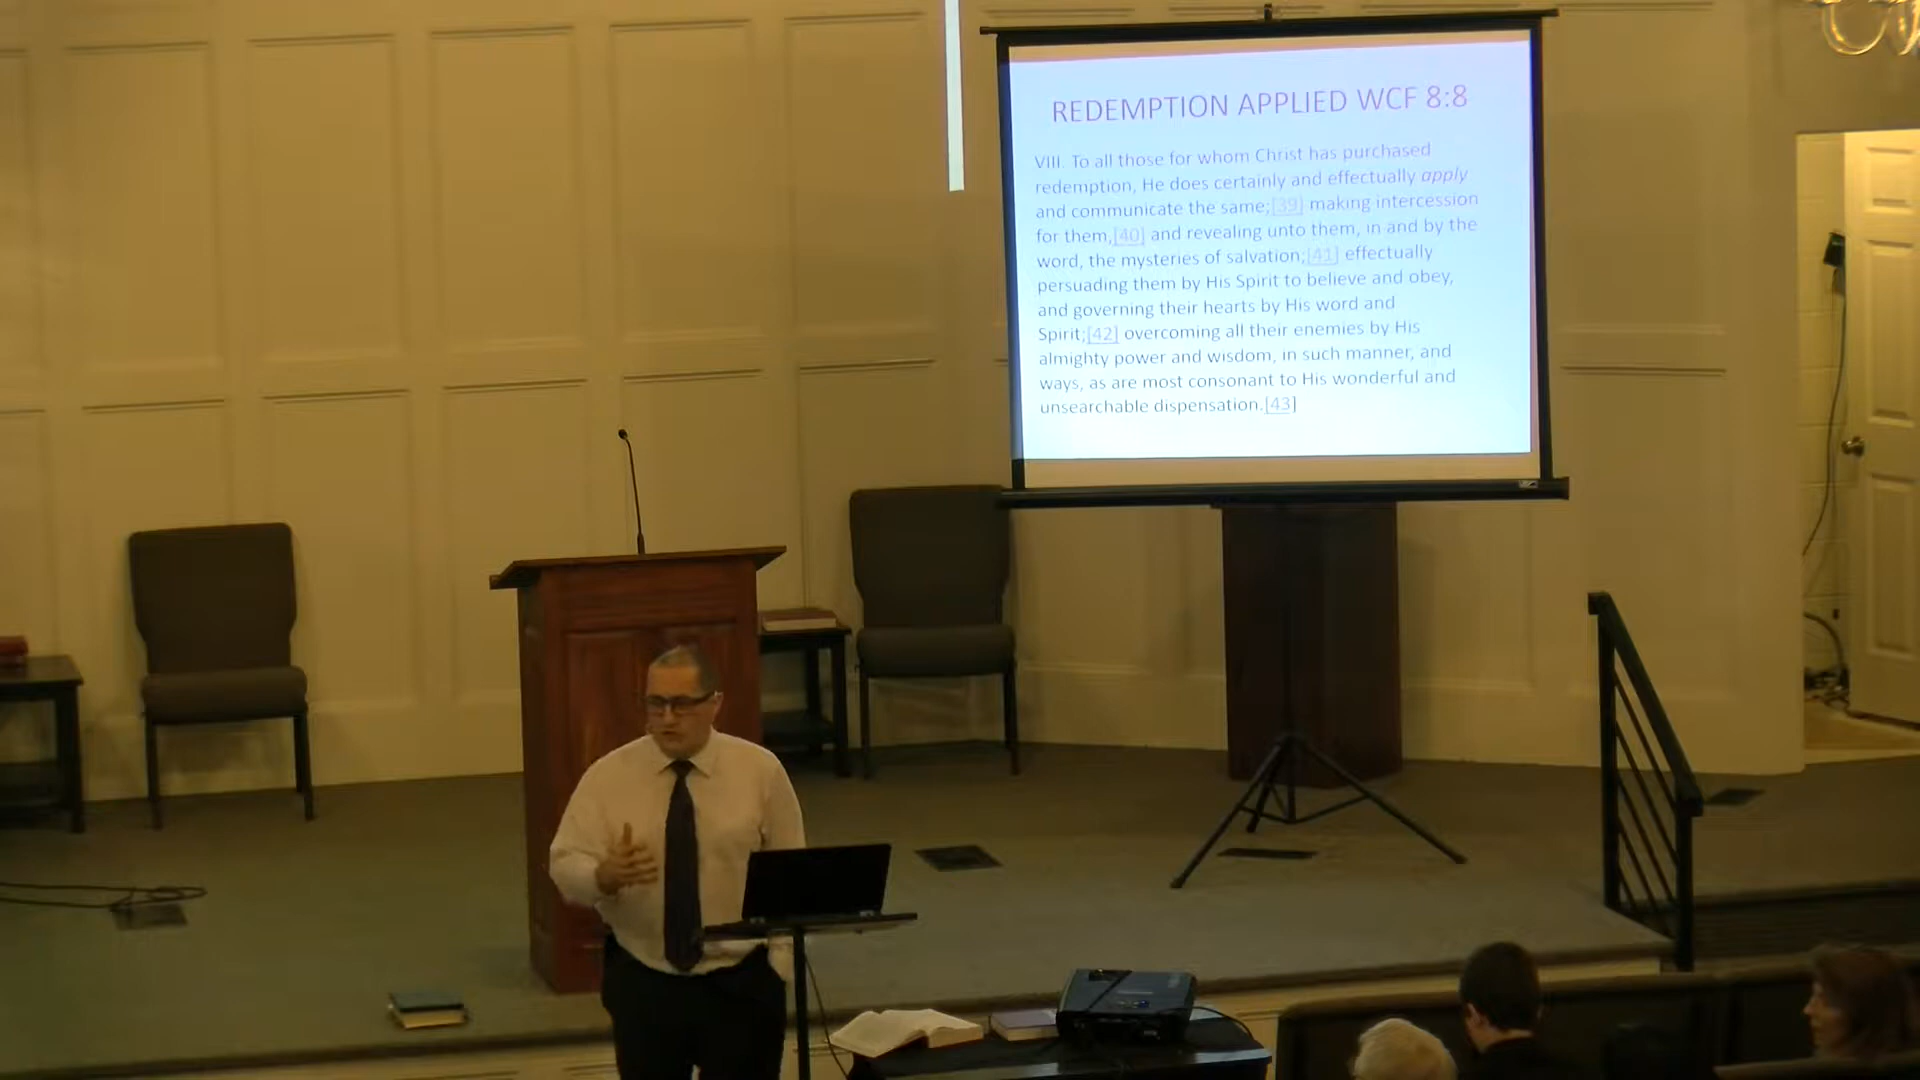 REDEMPTION APPLIED WCF 8:8
VIII. To all those for whom Christ has purchased
redemption, He does certainly and effectually apply
and communicate the same;[39] making intercession
for them,[40] and revealing unto them, in and by the
word, the mysteries of salvation;[41] effectually
persuading them by His Spirit to believe and obey,
and governing their hearts by His word and
Spirit;[42] overcoming all their enemies by His
almighty power and wisdom, in such manner, and
ways, as are most consonant to His wonderful and
unsearchable dispensation.[43]